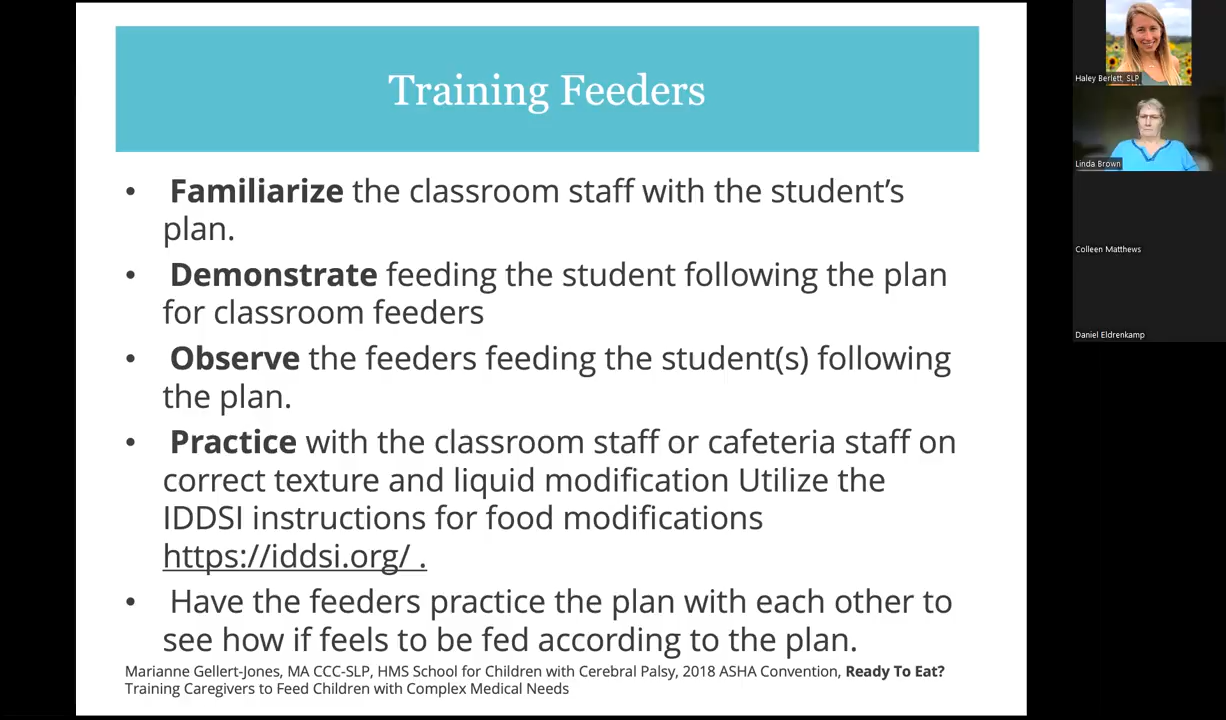 Training Feeders
• Familiarize the classroom staff with the student’s
plan.
• Demonstrate feeding the student following the plan
for classroom feeders
• Observe the feeders feeding the student(s) following
the plan.
• Practice with the classroom staff or cafeteria staff on
correct texture and liquid modification Utilize the
IDDSI instructions for food modifications
https://iddsi.org/ .
• Have the feeders practice the plan with each other to
see how if feels to be fed according to the plan.
Marianne Gellert-Jones, MA CCC-SLP, HMS School for Children with Cerebral Palsy, 2018 ASHA Convention, Ready To Eat?
Training Caregivers to Feed Children with Complex Medical Needs
Haley Berlett, SLP
Linda Brown
Colleen Matthews
Daniel Eldrenkamp